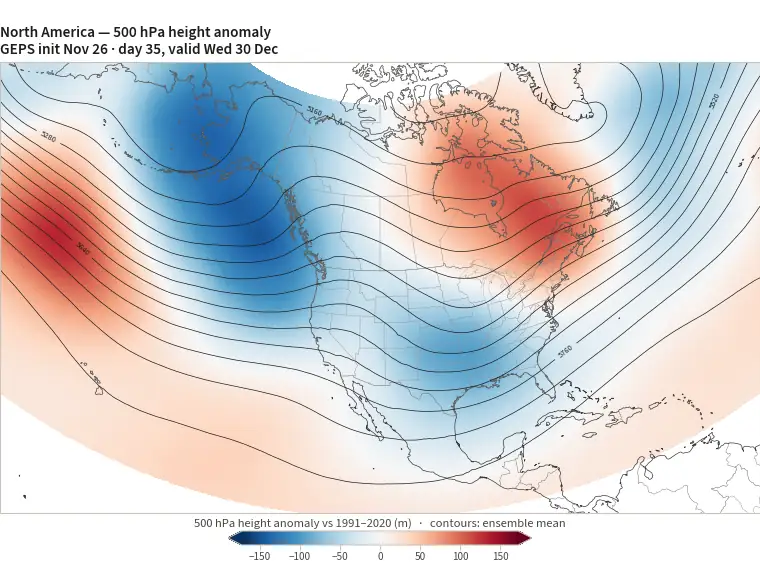 North America — 500 hPa height anomaly
GEPS init Nov 26 · day 35, valid Wed 30 Dec
5160
5280
5640
5520
5760
500 hPa height anomaly vs 1991–2020 (m) · contours: ensemble mean
−150 −100 −50 0 50 100 150